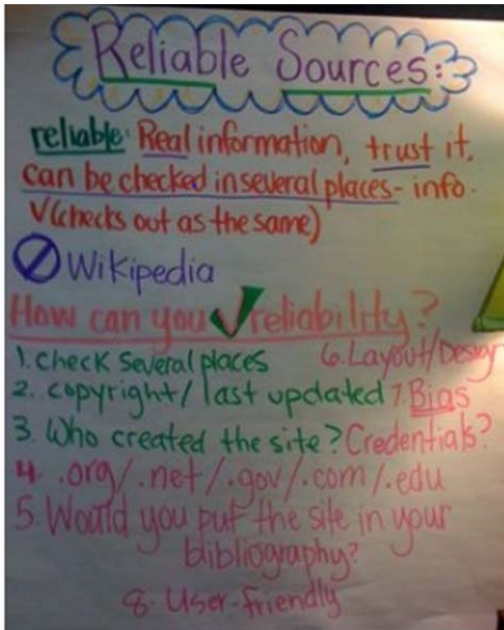 Reliable Sources:
reliable: Real information, trust it,
can be checked in several places - info.
√(checks out as the same)
Wikipedia
How can you ✓ reliability?
1. Check Several places
2. copyright / last updated
3. Who created the site? Credentials?
4. .org/.net/.gov/.com/.edu
5. Would you put the site in your
bibliography?
6. Layout/Design
7. Bias
8. User-friendly